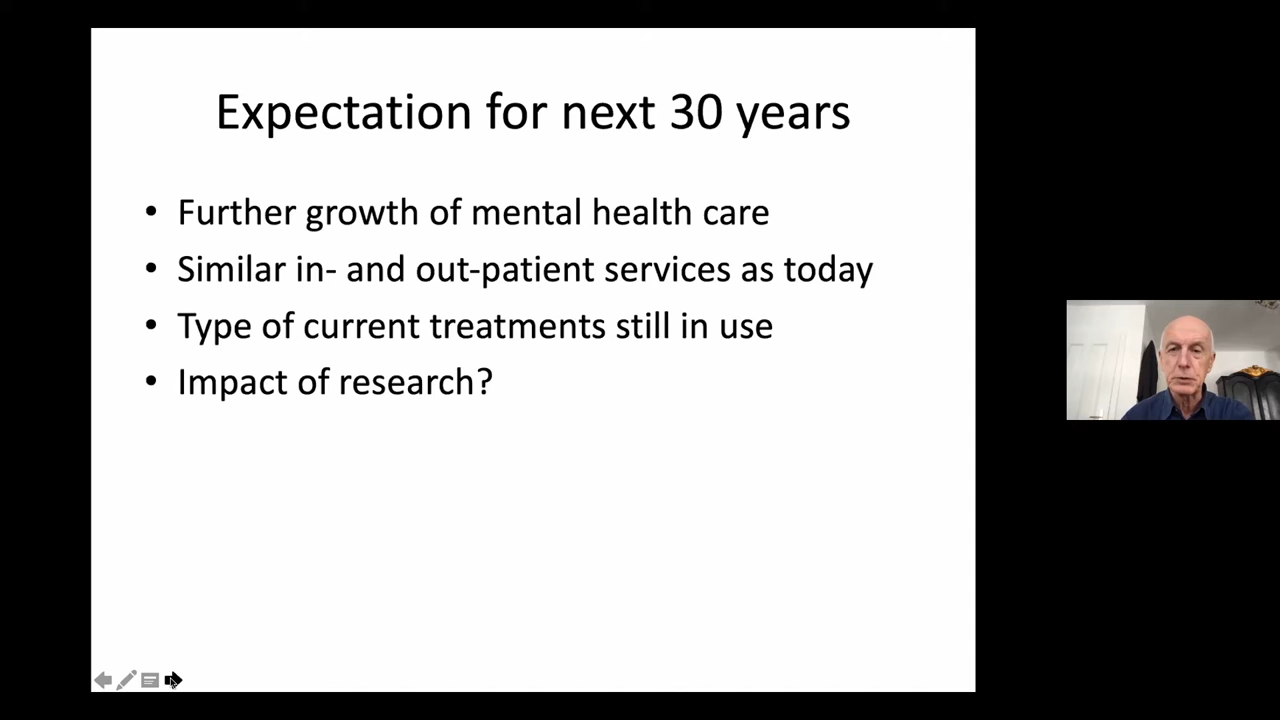 Expectation for next 30 years
• Further growth of mental health care
• Similar in- and out-patient services as today
• Type of current treatments still in use
• Impact of research?